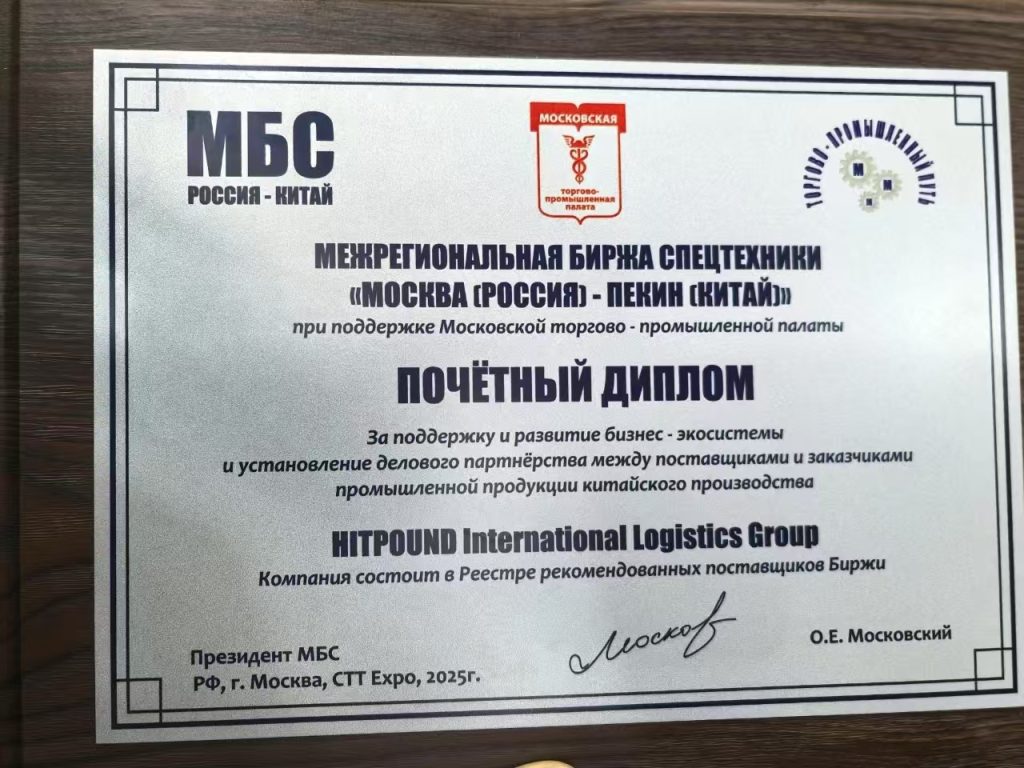 МБС
РОССИЯ - КИТАЙ
МОСКОВСКАЯ
торгово-
промышленная
палата
ТОРГОВО-ПРОМЫШЛЕННЫЙ ПУТЬ
М
М
МЕЖРЕГИОНАЛЬНАЯ БИРЖА СПЕЦТЕХНИКИ
«МОСКВА (РОССИЯ) - ПЕКИН (КИТАЙ)»
при поддержке Московской торгово - промышленной палаты
ПОЧЁТНЫЙ ДИПЛОМ
За поддержку и развитие бизнес - экосистемы
и установление делового партнёрства между поставщиками и заказчиками
промышленной продукции китайского производства
HITPOUND International Logistics Group
Компания состоит в Реестре рекомендованных поставщиков Биржи
Президент МБС
РФ, г. Москва, СТТ Expo, 2025г.
Москов
О.Е. Московский